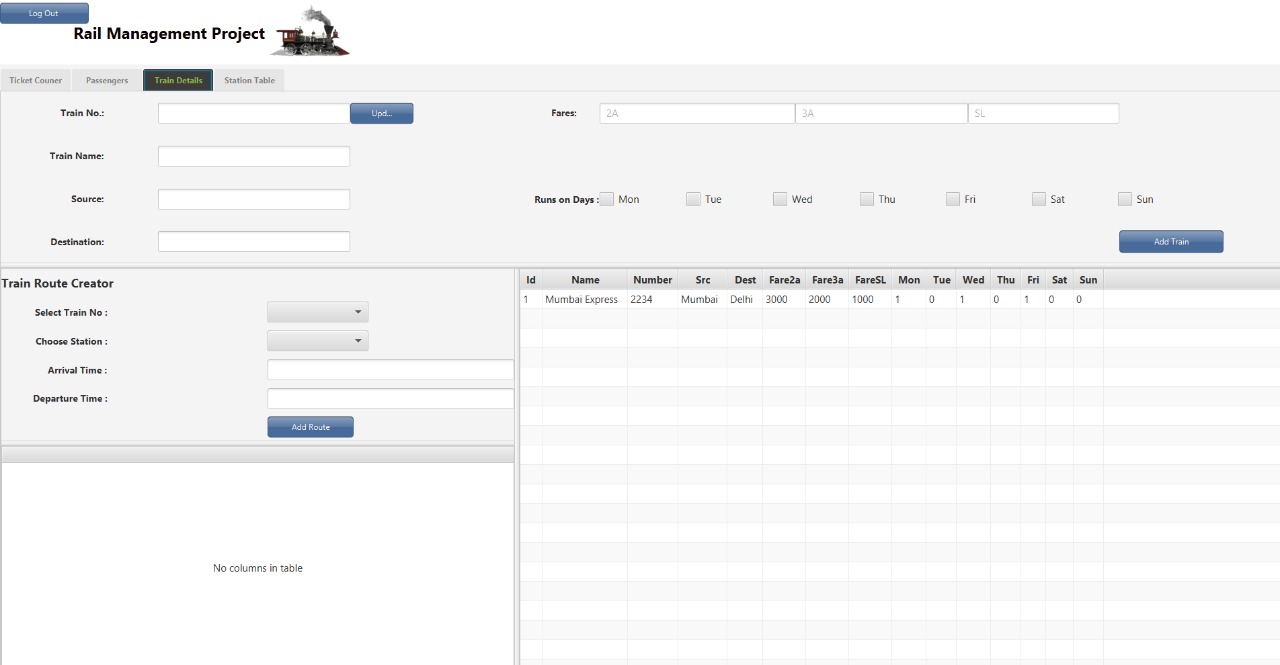 Log Out
Rail Management Project
Ticket Couner Passengers Train Details Station Table
Train No.: Upd... Fares: 2A 3A SL
Train Name:
Source: Runs on Days : Mon Tue Wed Thu Fri Sat Sun
Destination: Add Train
Train Route Creator
Select Train No :
Choose Station :
Arrival Time :
Departure Time :
Add Route
No columns in table
Id Name Number Src Dest Fare2a Fare3a FareSL Mon Tue Wed Thu Fri Sat Sun
1 Mumbai Express 2234 Mumbai Delhi 3000 2000 1000 1 0 1 0 1 0 0